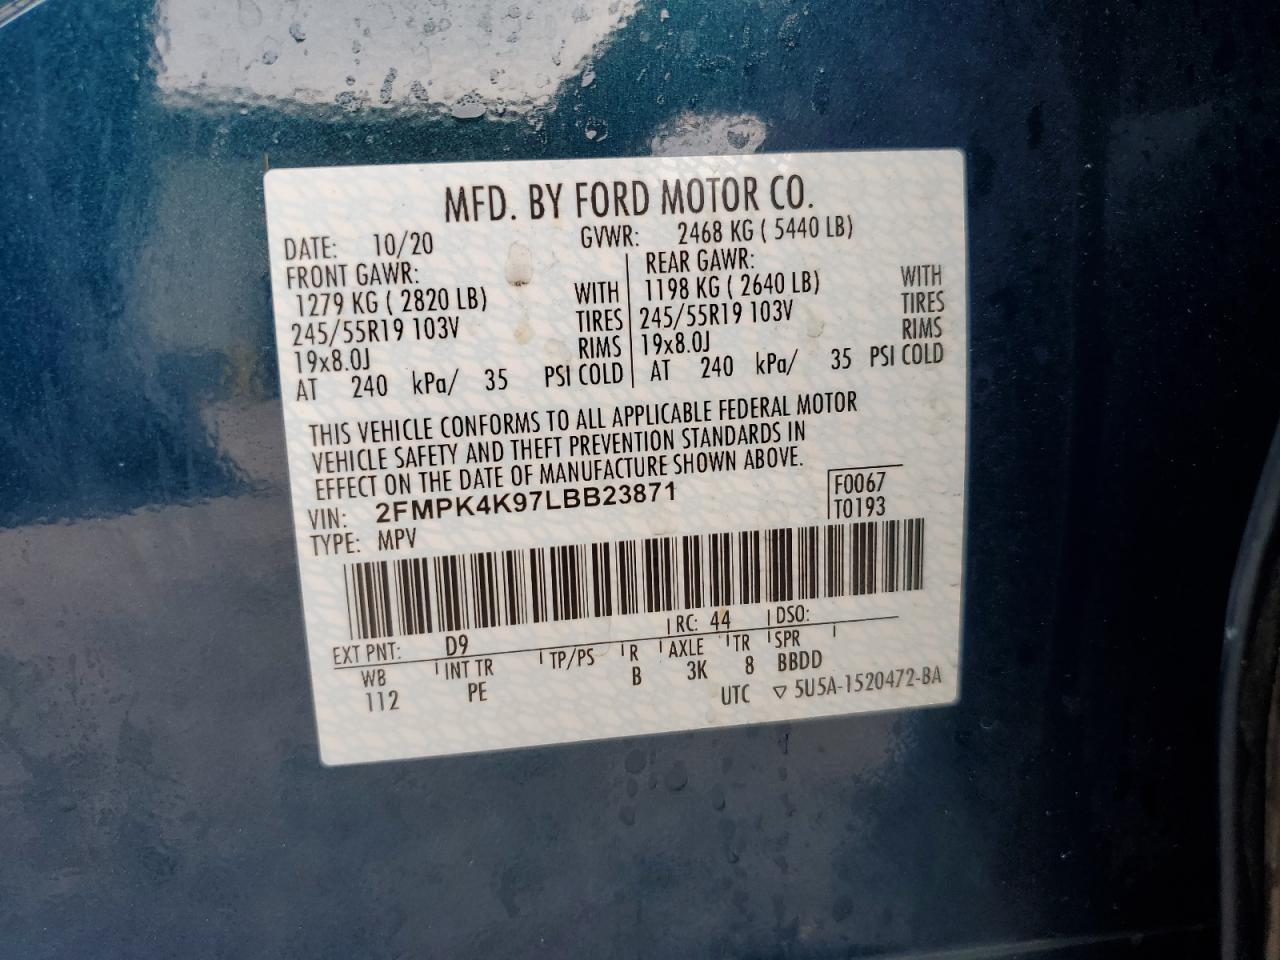 MFD. BY FORD MOTOR CO.
DATE: 10/20 GVWR: 2468 KG ( 5440 LB)
FRONT GAWR: REAR GAWR:
1279 KG ( 2820 LB) WITH 1198 KG ( 2640 LB) WITH
245/55R19 103V TIRES 245/55R19 103V TIRES
19x8.0J RIMS 19x8.0J RIMS
AT 240 kPa/ 35 PSI COLD AT 240 kPa/ 35 PSI COLD
THIS VEHICLE CONFORMS TO ALL APPLICABLE FEDERAL MOTOR
VEHICLE SAFETY AND THEFT PREVENTION STANDARDS IN
EFFECT ON THE DATE OF MANUFACTURE SHOWN ABOVE.
VIN: 2FMPK4K97LBB23871 F0067
TYPE: MPV T0193
EXT PNT: D9 RC: 44 DSO:
WB INT TR TP/PS R AXLE TR SPR
112 PE B 3K 8 BBDD
UTC ▽ 5U5A-1520472-BA